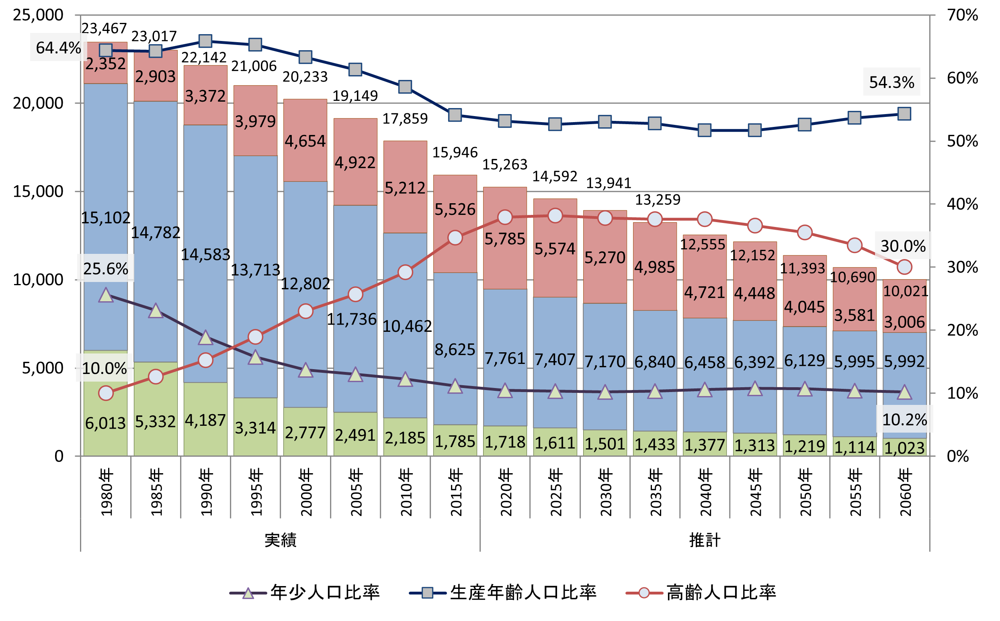 25,000
20,000
15,000
10,000
5,000
0
70%
60%
50%
40%
30%
20%
10%
0%
23,467 23,017 22,142 21,006 20,233 19,149 17,859 15,946 15,263 14,592 13,941 13,259 12,555 12,152 11,393 10,690 10,021
2,352 2,903 3,372 3,979 4,654 4,922 5,212 5,526 5,785 5,574 5,270 4,985 4,721 4,448 4,045 3,581 3,006
15,102 14,782 14,583 13,713 12,802 11,736 10,462 8,625 7,761 7,407 7,170 6,840 6,458 6,392 6,129 5,995 5,992
6,013 5,332 4,187 3,314 2,777 2,491 2,185 1,785 1,718 1,611 1,501 1,433 1,377 1,313 1,219 1,114 1,023
64.4%
54.3%
25.6%
30.0%
10.0%
10.2%
1980年 1985年 1990年 1995年 2000年 2005年 2010年 2015年 2020年 2025年 2030年 2035年 2040年 2045年 2050年 2055年 2060年
実績 推計
年少人口比率 生産年齢人口比率 高齢人口比率